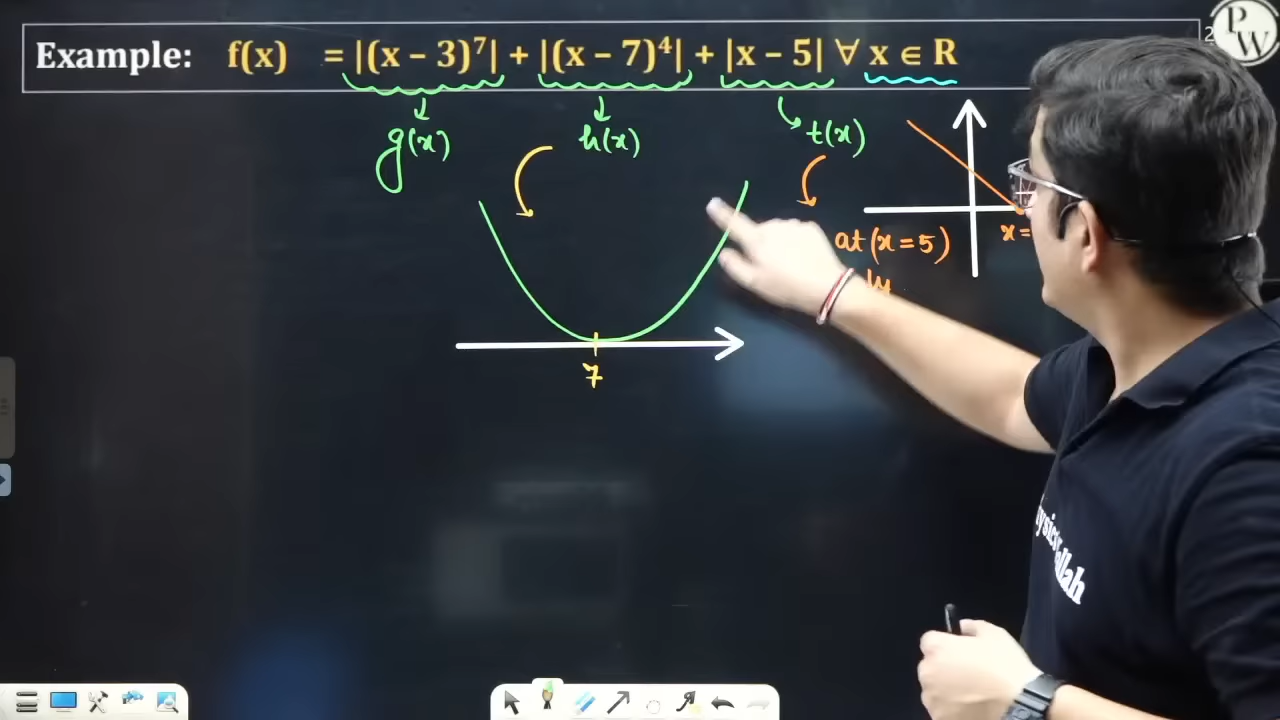 Example: f(x) = |(x – 3)⁷| + |(x – 7)⁴| + |x – 5| ∀ x ∈ R
PW
g(x) h(x) t(x)
at (x = 5)
x =
7